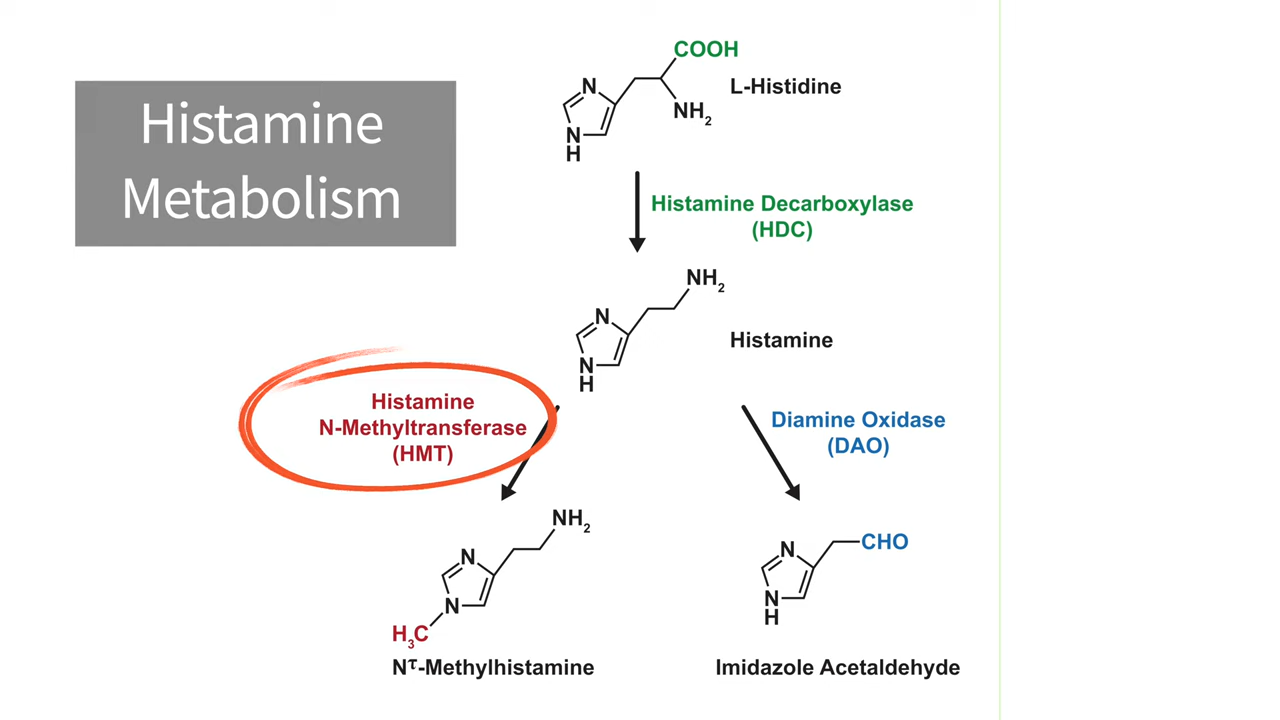 Histamine
Metabolism
COOH
N
NH2
N
H
L-Histidine
Histamine Decarboxylase
(HDC)
NH2
N
N
H
Histamine
Histamine
N-Methyltransferase
(HMT)
Diamine Oxidase
(DAO)
NH2
N
N
H3C
Nτ-Methylhistamine
N
CHO
N
H
Imidazole Acetaldehyde